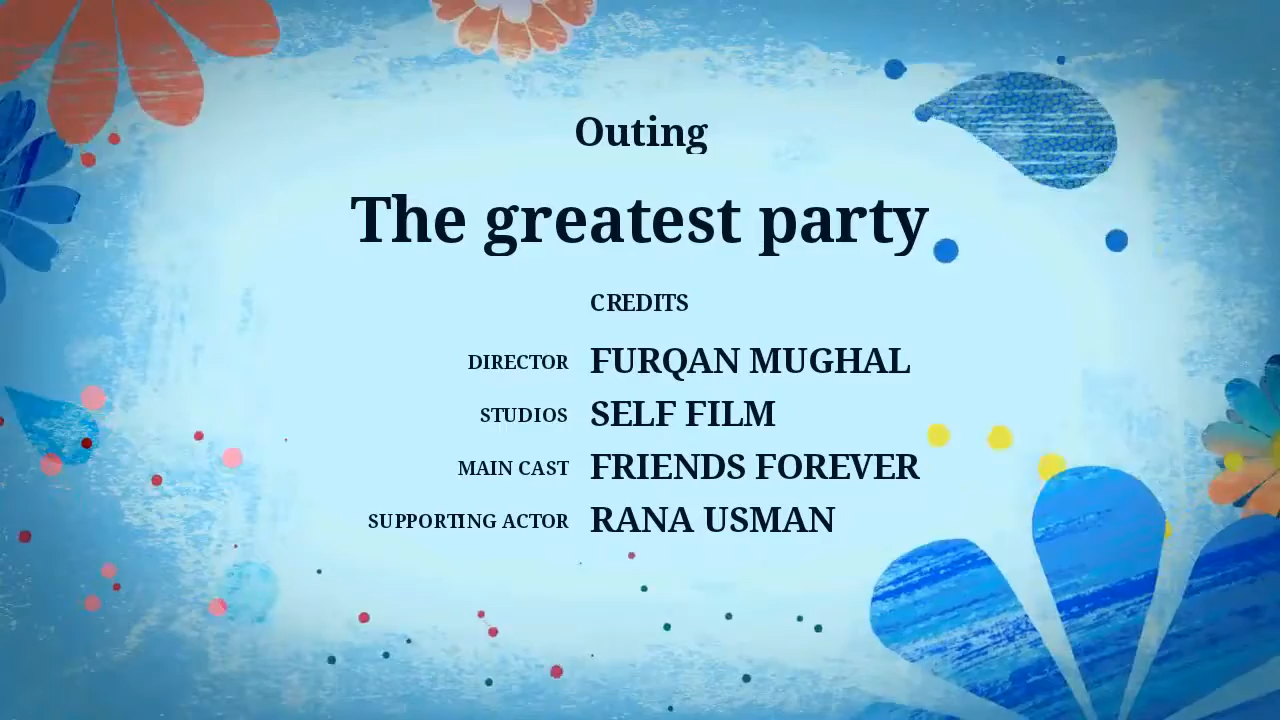 Outing
The greatest party
CREDITS
DIRECTOR FURQAN MUGHAL
STUDIOS SELF FILM
MAIN CAST FRIENDS FOREVER
SUPPORTING ACTOR RANA USMAN